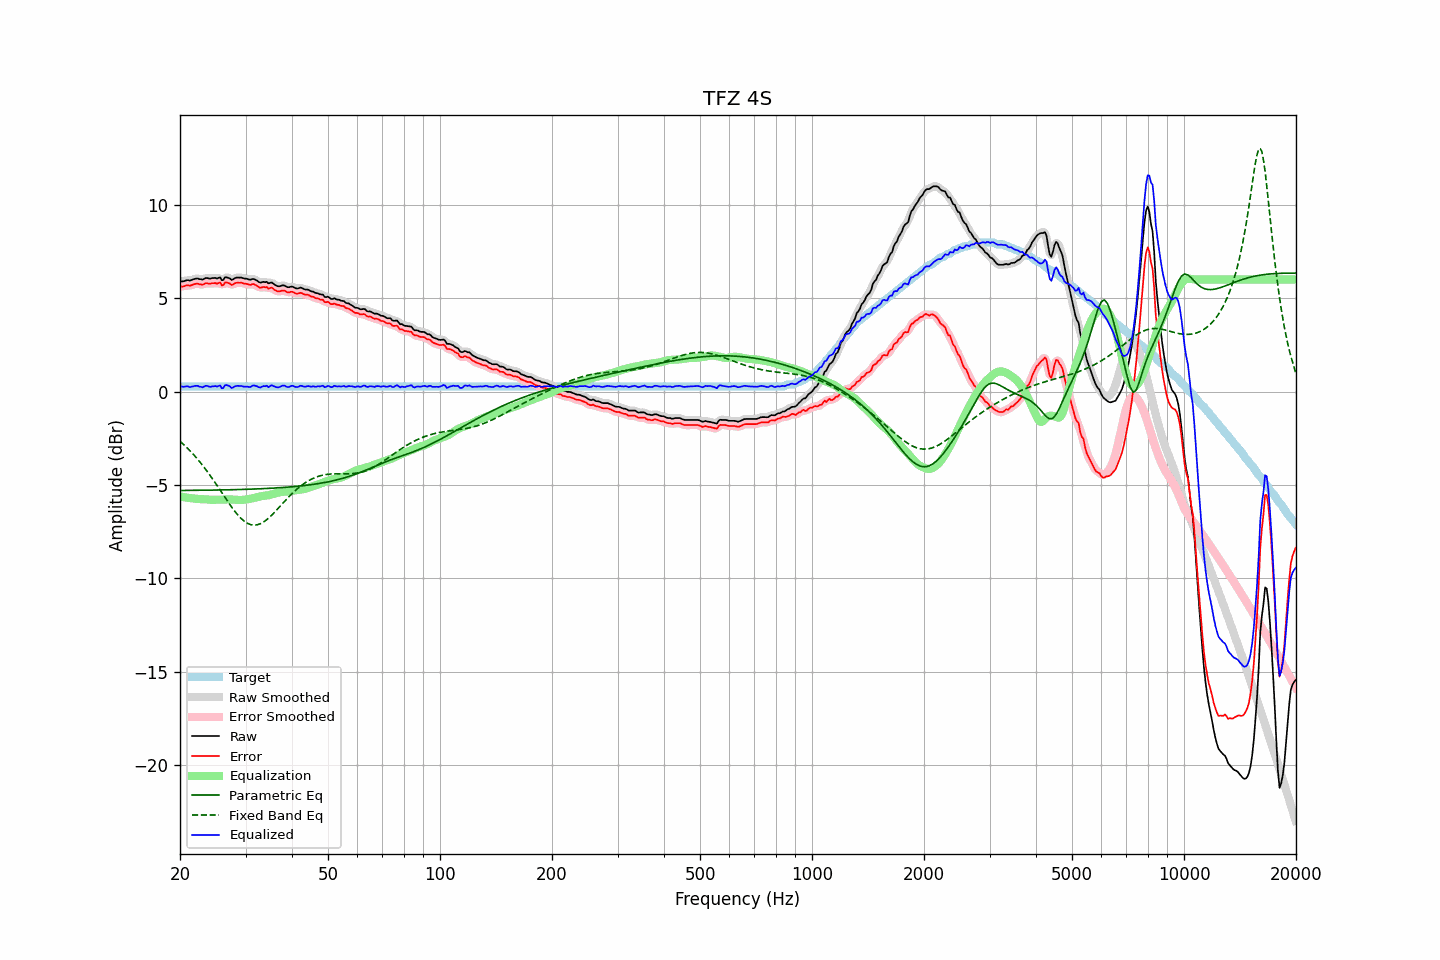 TFZ 4S
Amplitude (dBr)
10
5
0
−5
−10
−15
−20
Target
Raw Smoothed
Error Smoothed
Raw
Error
Equalization
Parametric Eq
Fixed Band Eq
Equalized
20 50 100 200 500 1000 2000 5000 10000 20000
Frequency (Hz)